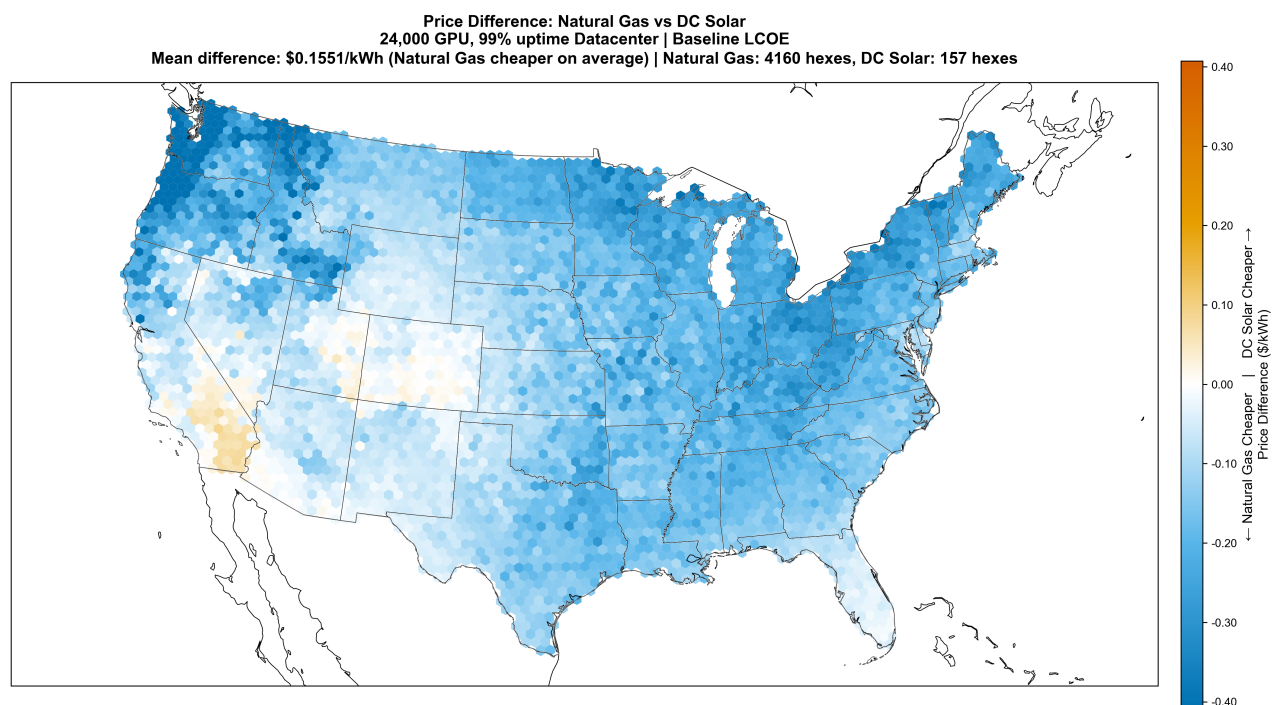 Price Difference: Natural Gas vs DC Solar
24,000 GPU, 99% uptime Datacenter | Baseline LCOE
Mean difference: $0.1551/kWh (Natural Gas cheaper on average) | Natural Gas: 4160 hexes, DC Solar: 157 hexes
0.40
0.30
0.20
0.10
0.00
-0.10
-0.20
-0.30
-0.40
← Natural Gas Cheaper | DC Solar Cheaper →
Price Difference ($/kWh)